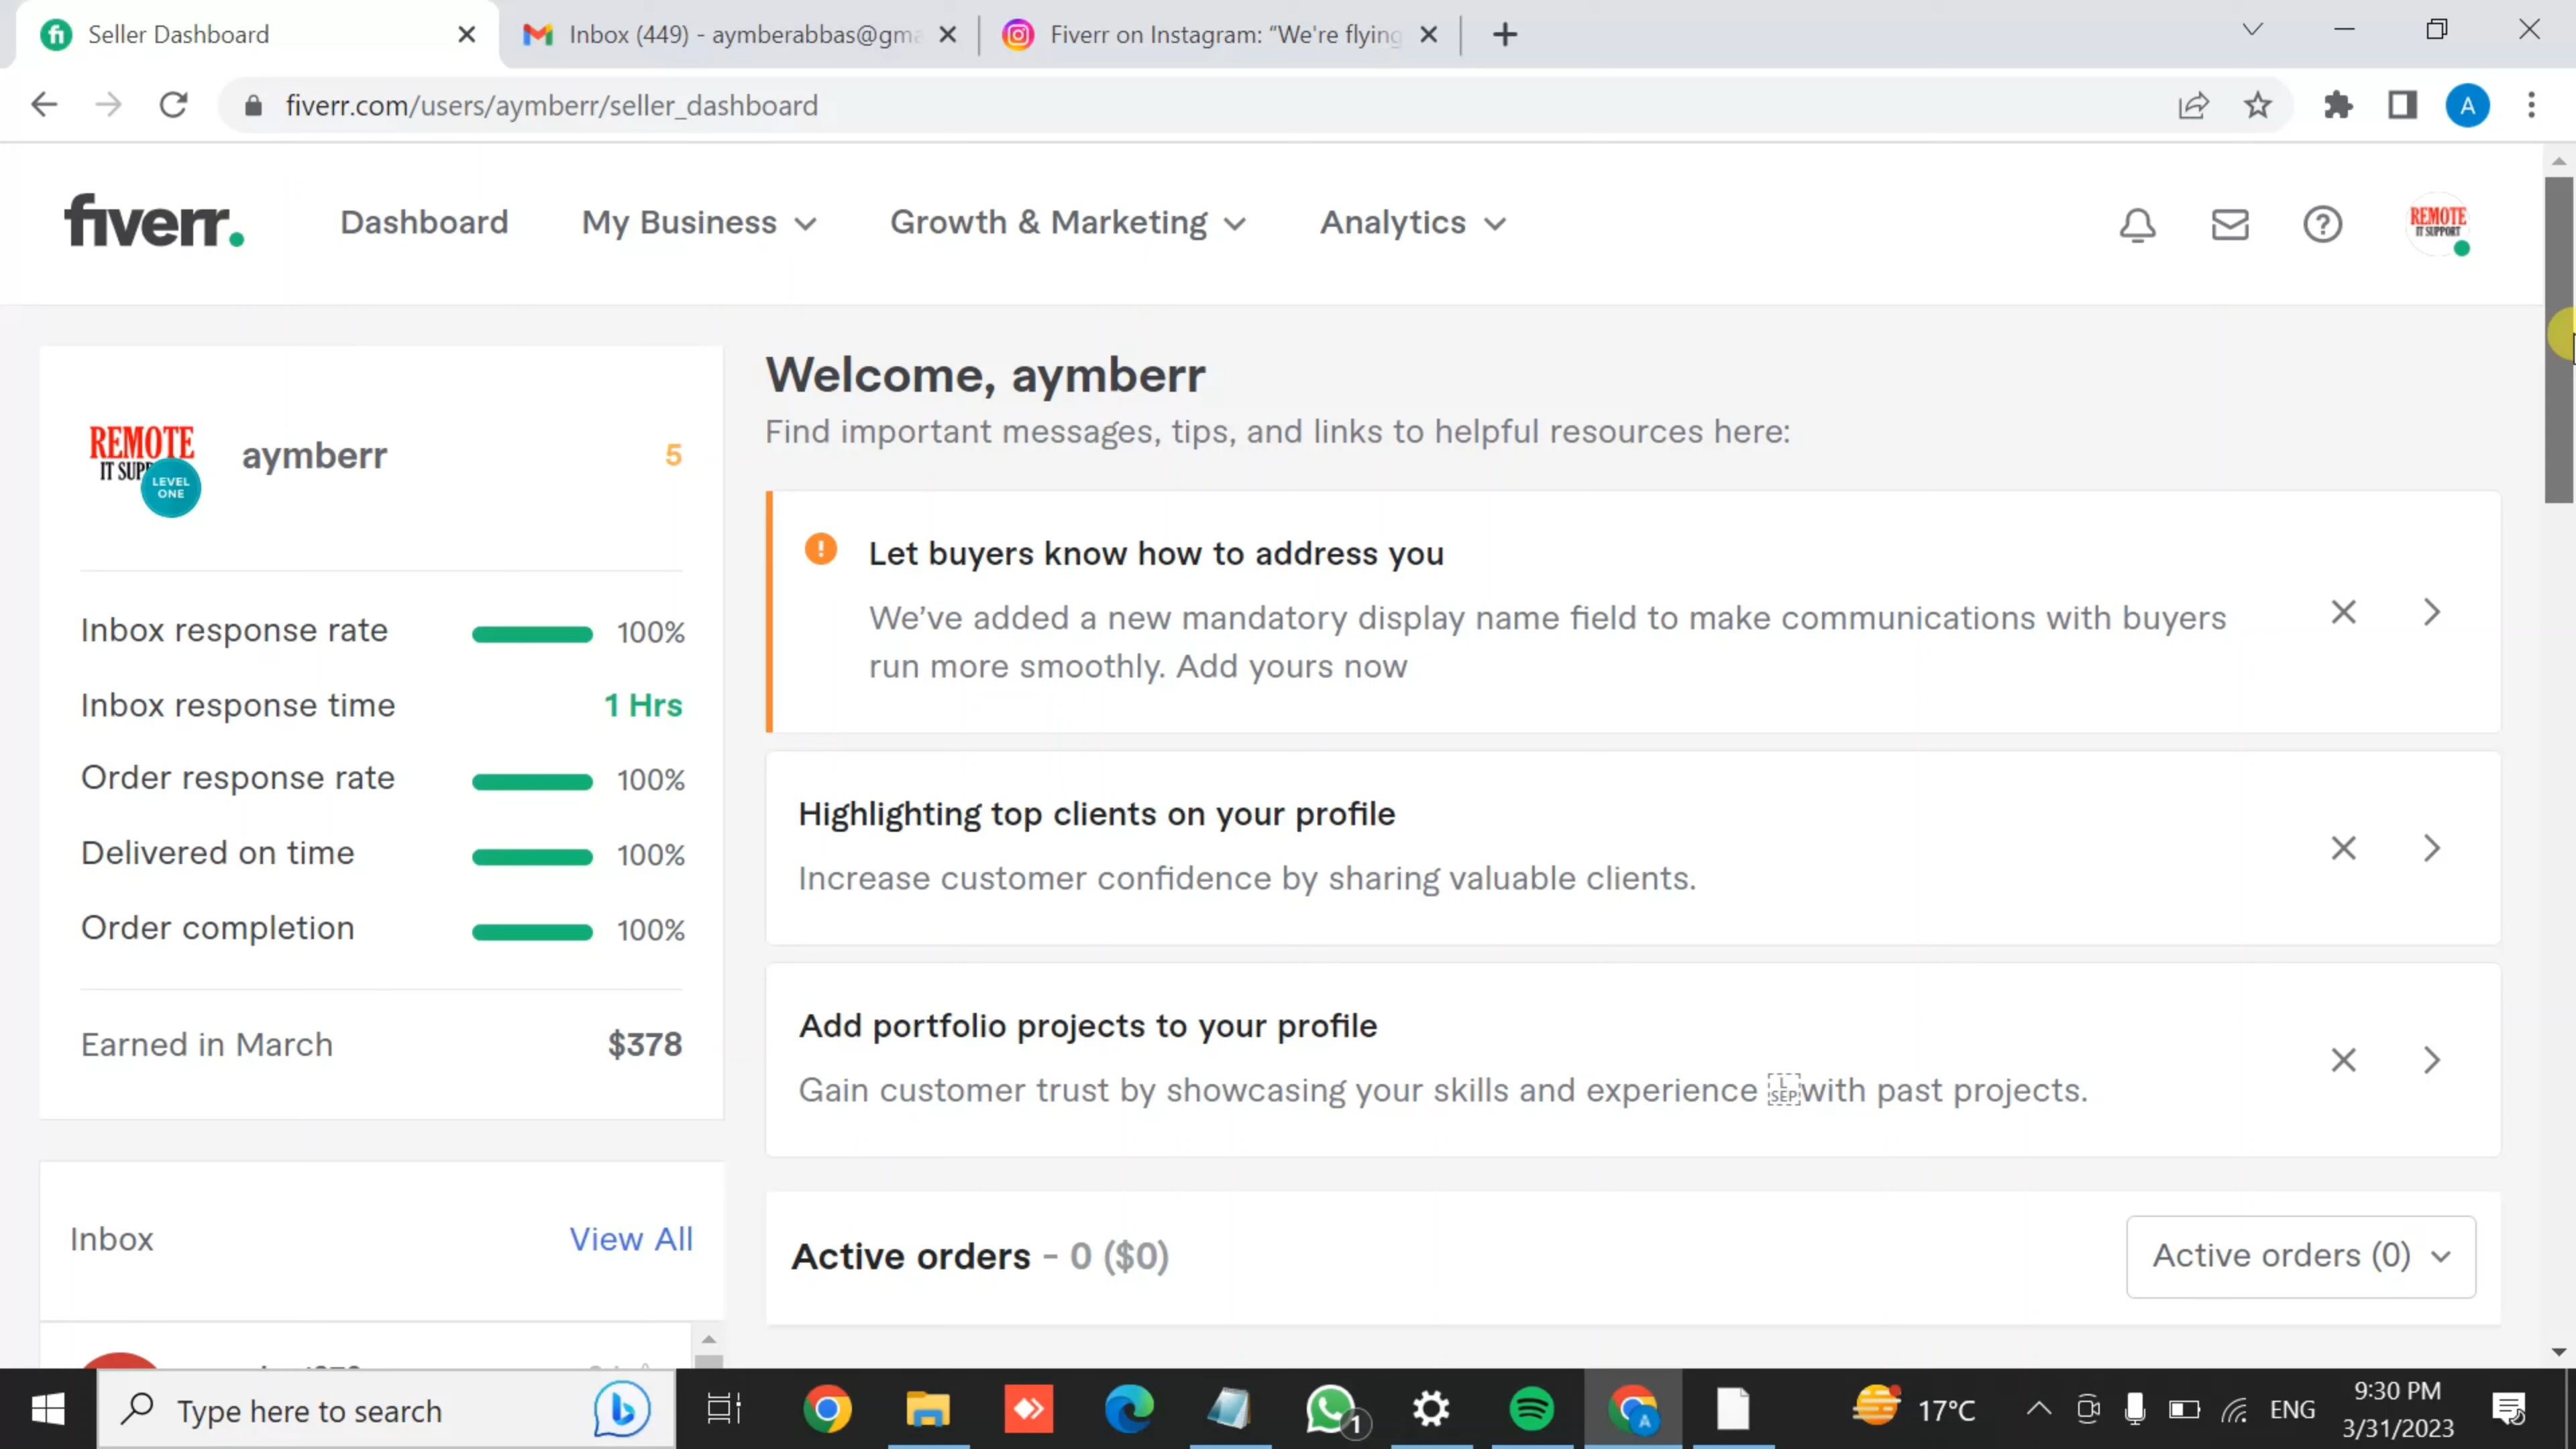 Seller Dashboard
Inbox (449) - aymberabbas@gma
Fiverr on Instagram: “We're flying
fiverr.com/users/aymberr/seller_dashboard
A
fiverr.
Dashboard
My Business
Growth & Marketing
Analytics
REMOTE
IT SUPPORT
REMOTE
IT SUP
LEVEL
ONE
aymberr
5
Inbox response rate 100%
Inbox response time 1 Hrs
Order response rate 100%
Delivered on time 100%
Order completion 100%
Earned in March $378
Inbox View All
Welcome, aymberr
Find important messages, tips, and links to helpful resources here:
Let buyers know how to address you
We’ve added a new mandatory display name field to make communications with buyers
run more smoothly. Add yours now
Highlighting top clients on your profile
Increase customer confidence by sharing valuable clients.
Add portfolio projects to your profile
Gain customer trust by showcasing your skills and experience L SEP with past projects.
Active orders - 0 ($0)
Active orders (0)
Type here to search
1
A
17°C
ENG
9:30 PM
3/31/2023